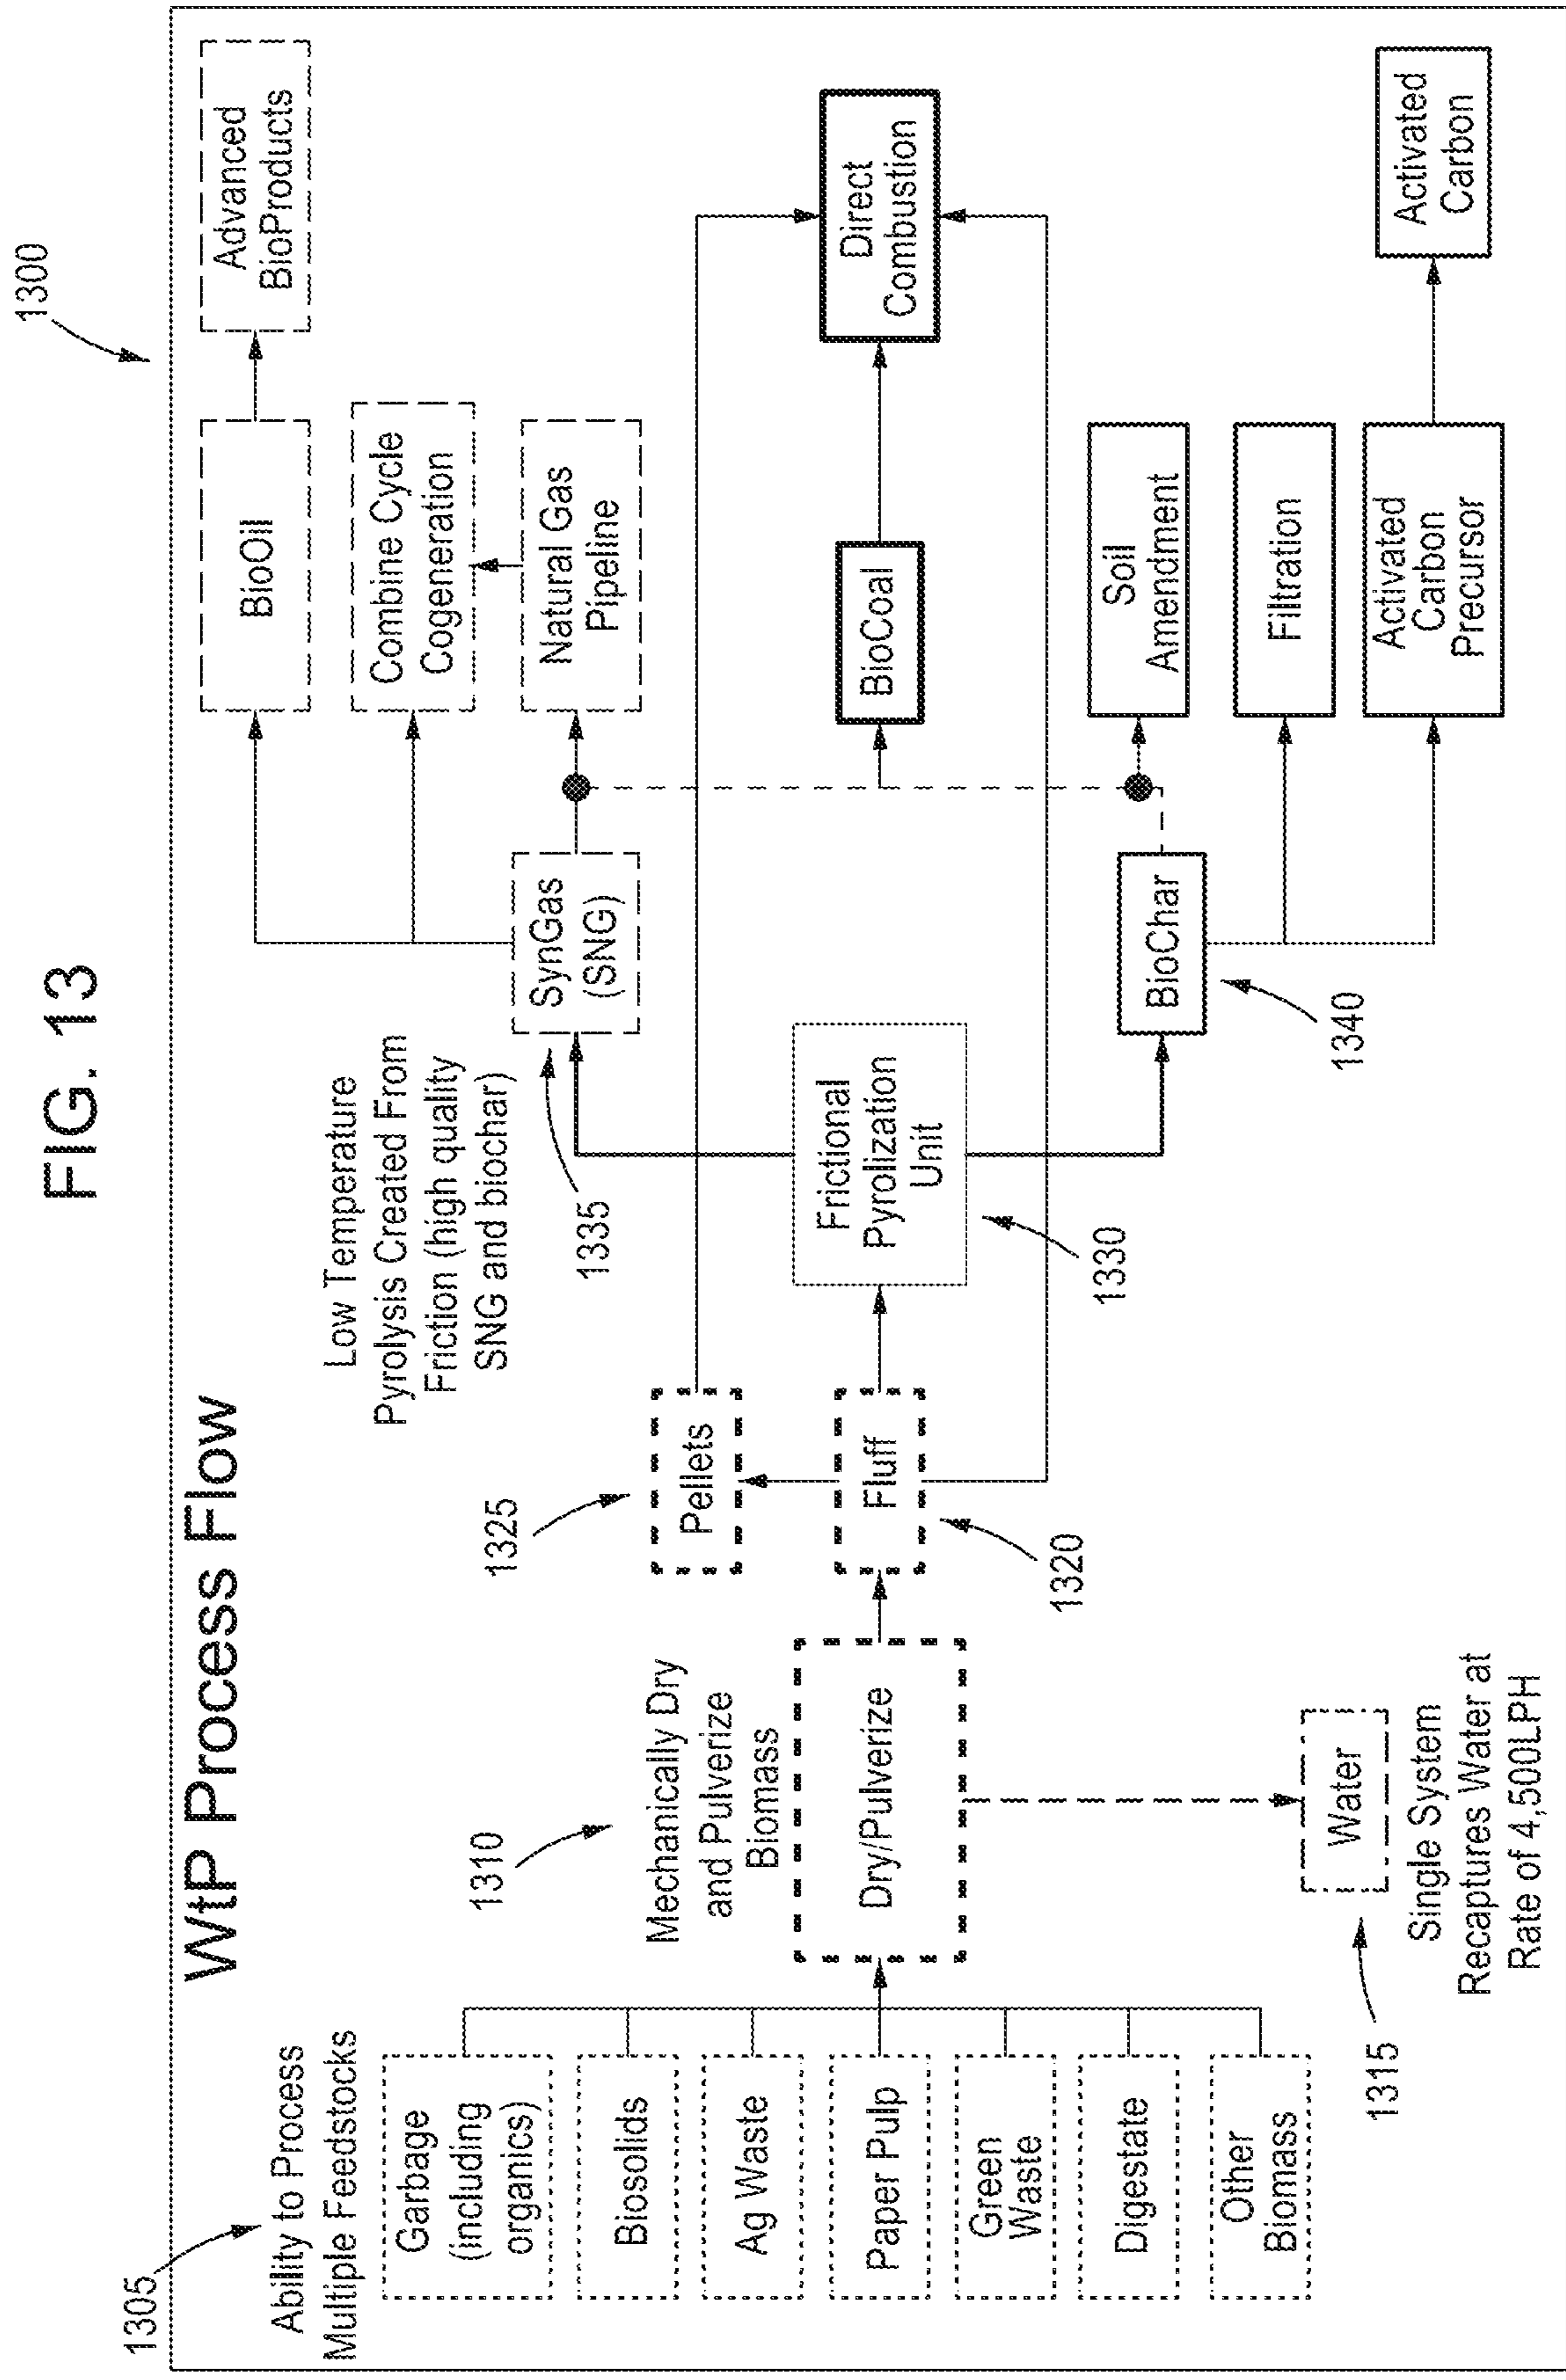 FIG. 13
1300
WtP Process Flow
1305
Ability to Process
Multiple Feedstocks
Garbage
(including
organics)
Biosolids
Ag Waste
Paper Pulp
Green
Waste
Digestate
Other
Biomass
1310
Mechanically Dry
and Pulverize
Biomass
Dry/Pulverize
Water
1315
Single System
Recaptures Water at
Rate of 4,500LPH
1325
Pellets
Fluff
1320
Low Temperature
Pyrolysis Created From
Friction (high quality
SNG and biochar)
1335
Frictional
Pyrolization
Unit
1330
SynGas
(SNG)
BioChar
1340
BioOil
Combine Cycle
Cogeneration
Natural Gas
Pipeline
BioCoal
Soil
Amendment
Filtration
Activated
Carbon
Precursor
Advanced
BioProducts
Direct
Combustion
Activated
Carbon